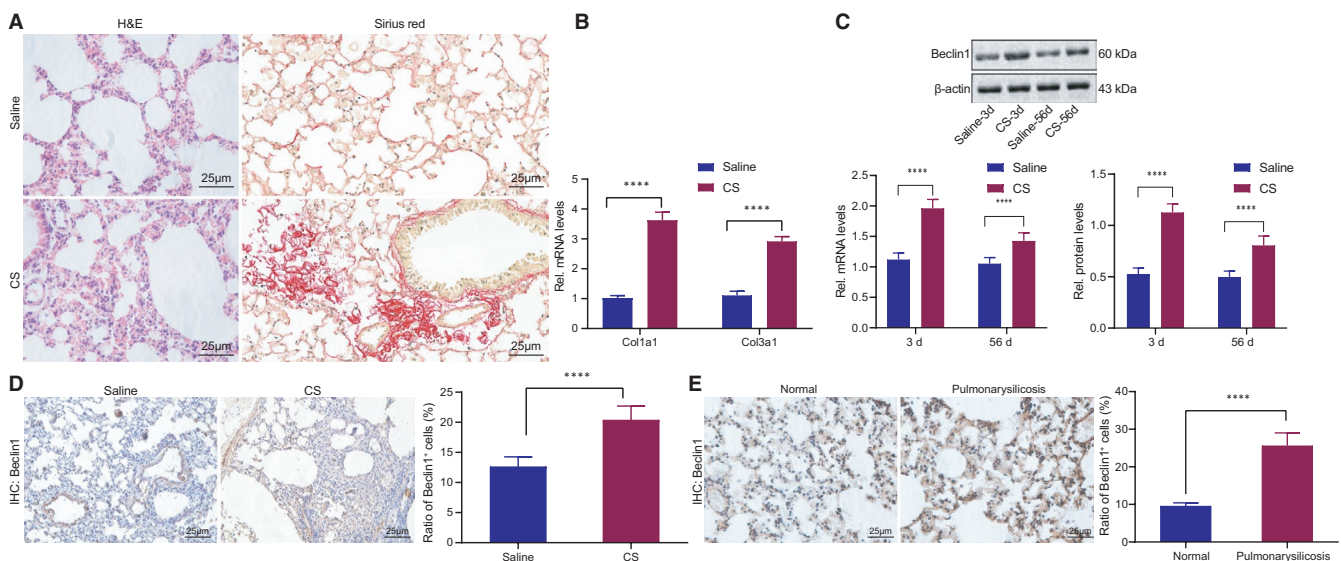 A
H&E
Sirius red
Saline
25μm
25μm
CS
25μm
25μm
B
Saline
CS
Rel. mRNA levels
5
4
3
2
1
0
****
****
Col1a1
Col3a1
C
Beclin1
60 kDa
β-actin
43 kDa
Saline-3d
CS-3d
Saline-56d
CS-56d
Saline
CS
Rel. mRNA levels
2.5
2.0
1.5
1.0
0.5
0.0
****
****
3 d
56 d
Saline
CS
Rel. protein levels
1.5
1.0
0.5
0.0
****
****
3 d
56 d
D
Saline
CS
IHC: Beclin1
25μm
25μm
Ratio of Beclin1+ cells (%)
25
20
15
10
5
0
****
Saline
CS
E
Normal
Pulmonarysilicosis
IHC: Beclin1
25μm
25μm
Ratio of Beclin1+ cells (%)
40
30
20
10
0
****
Normal
Pulmonarysilicosis